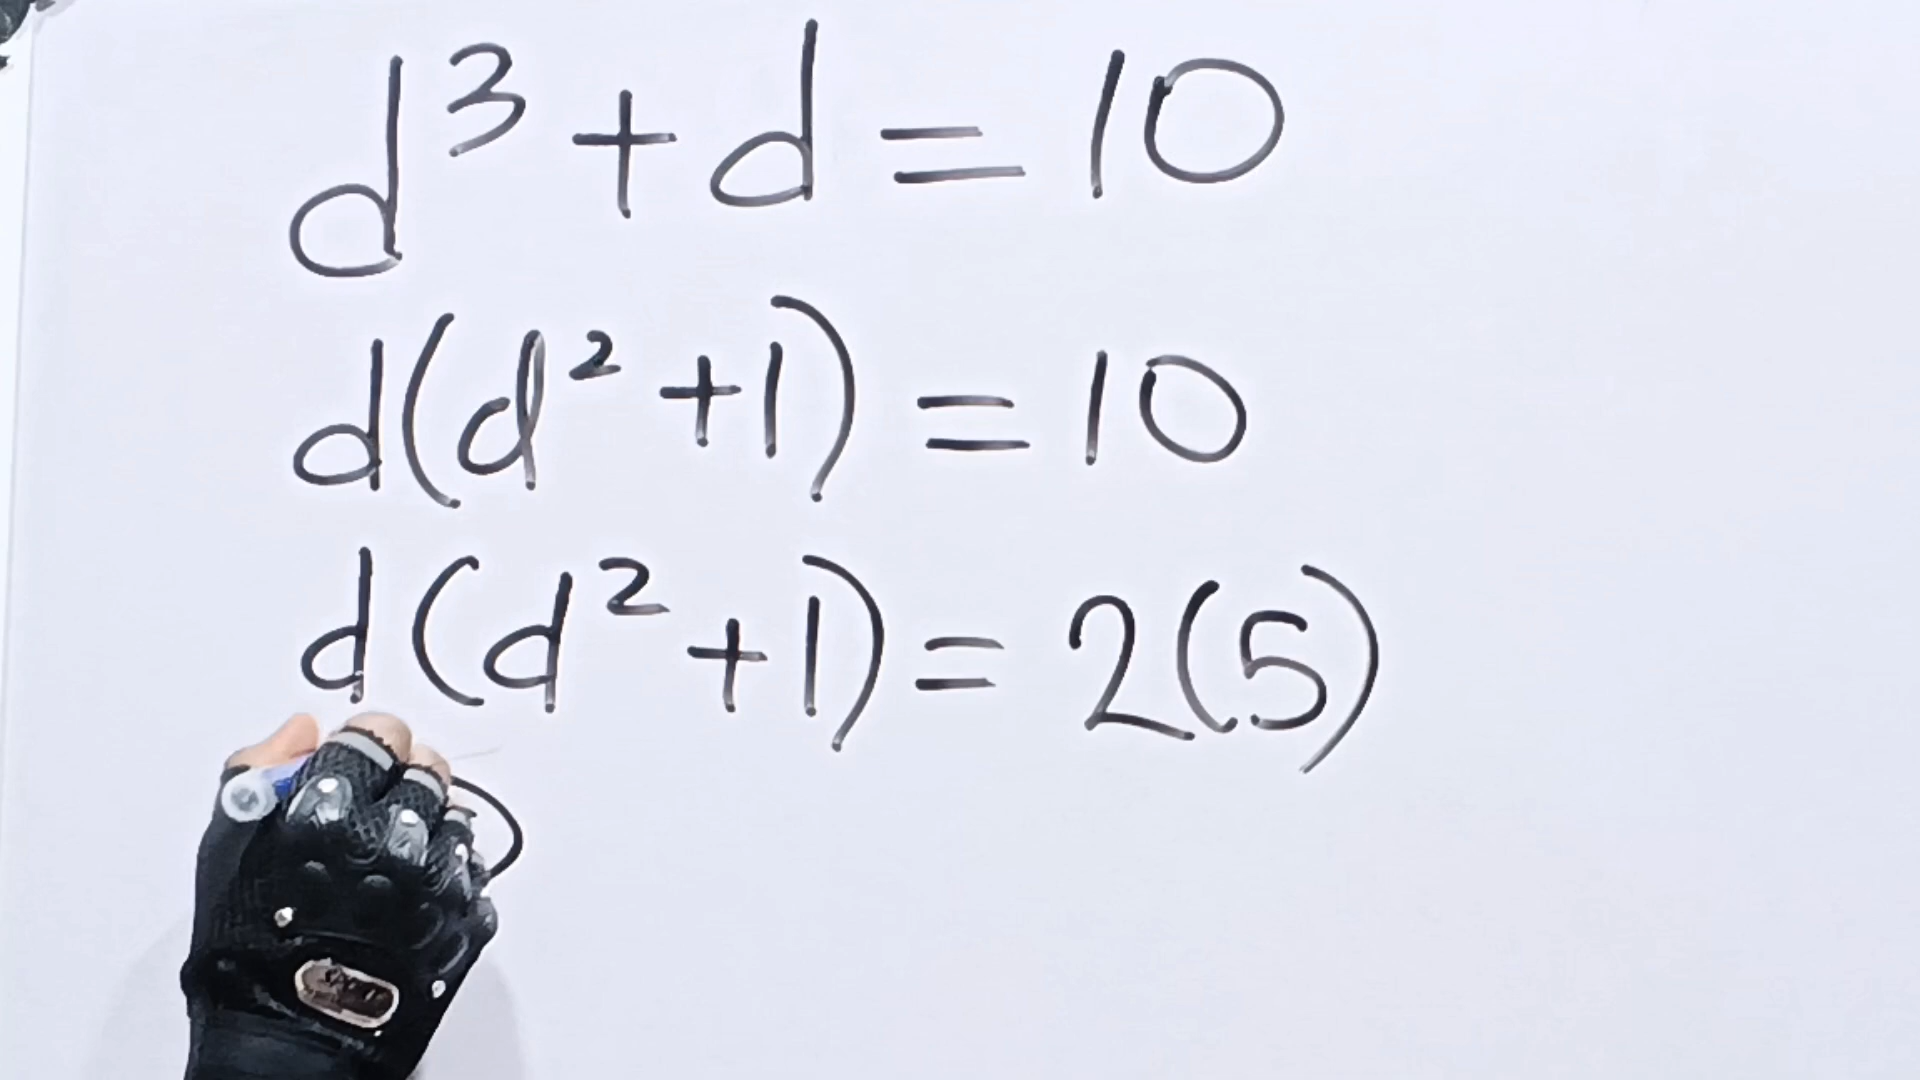 d³ + d = 10
d(d² + 1) = 10
d(d² + 1) = 2(5)